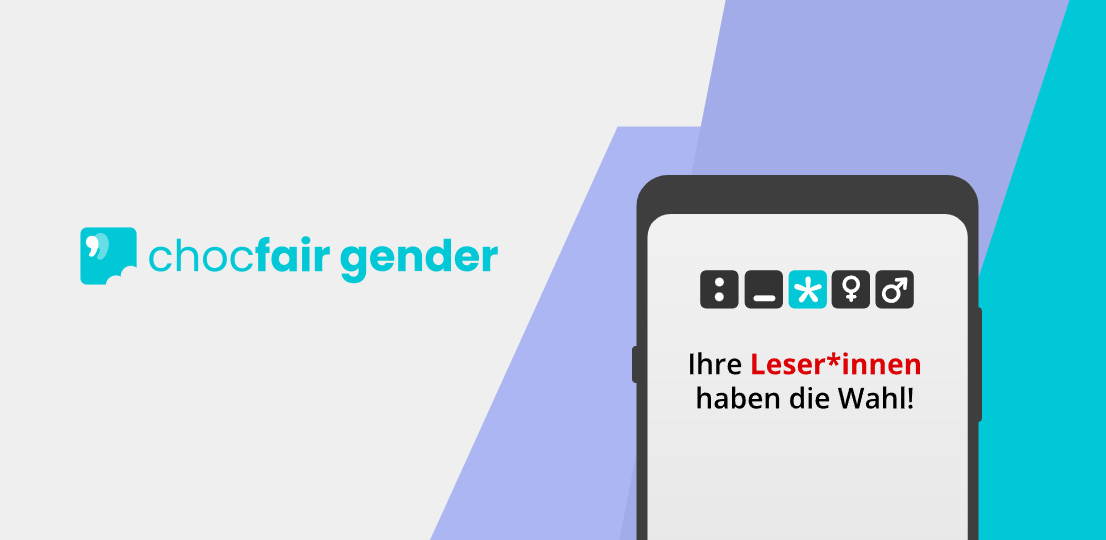 chocfair gender
: _ * ♀ ♂
Ihre Leser*innen
haben die Wahl!